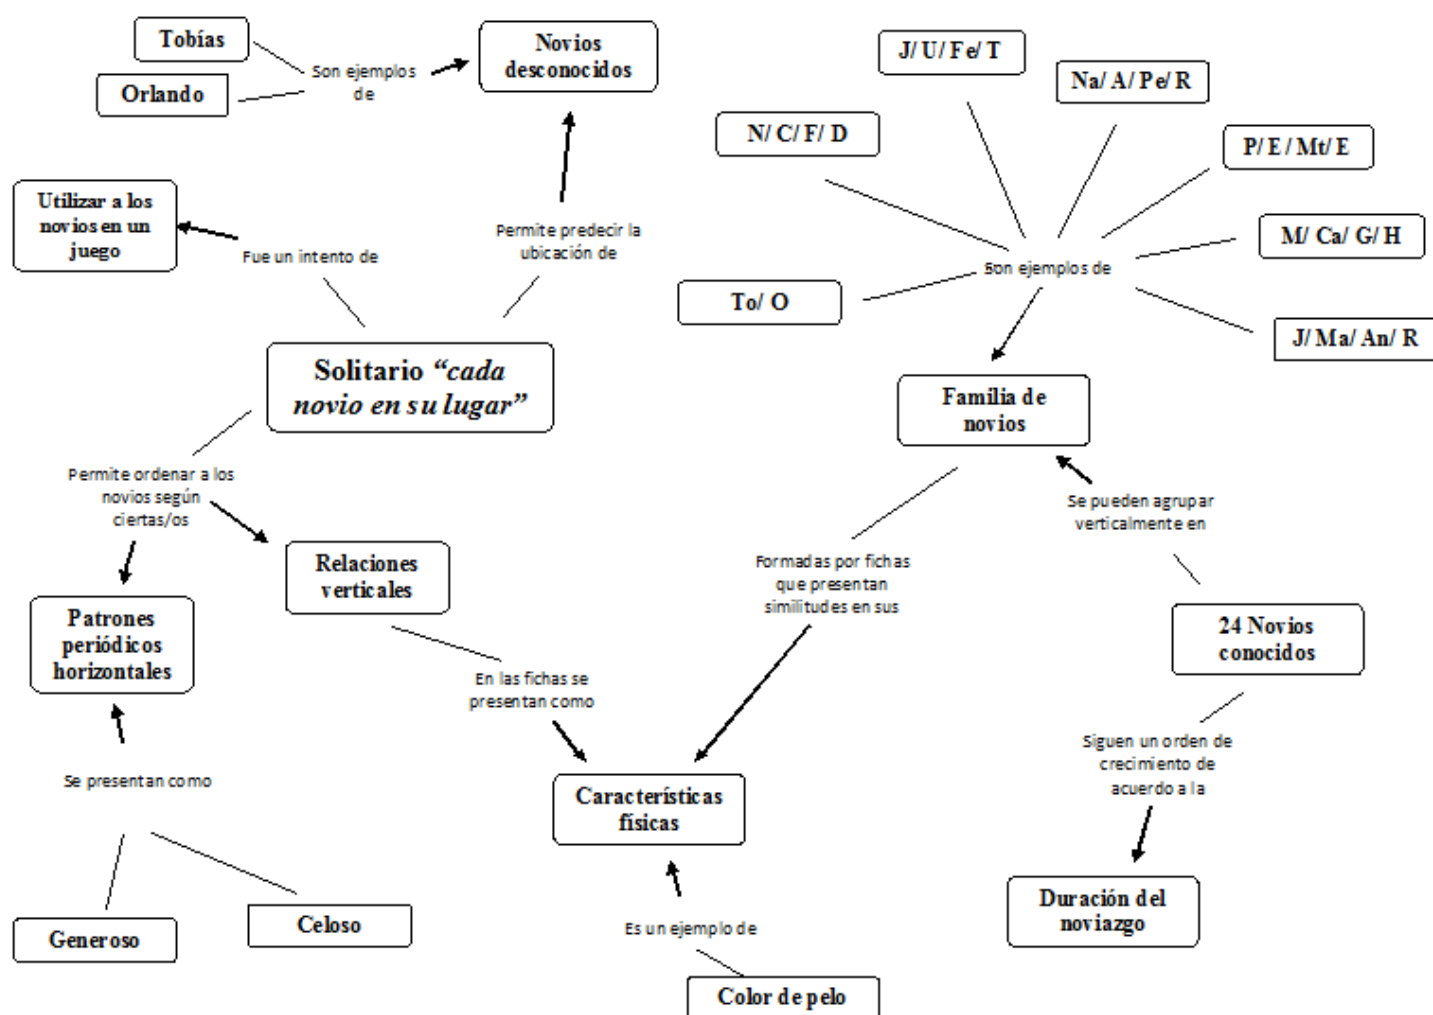 Tobías
Son ejemplos
de
Orlando
Novios
desconocidos
J/ U/ Fe/ T
Na/ A/ Pe/ R
N/ C/ F/ D
P/ E / Mt/ E
Utilizar a los
novios en un
juego
Fue un intento de
Permite predecir la
ubicación de
M/ Ca/ G/ H
Son ejemplos de
To/ O
J/ Ma/ An/ R
Solitario “cada
novio en su lugar”
Familia de
novios
Permite ordenar a los
novios según
ciertas/os
Se pueden agrupar
verticalmente en
Relaciones
verticales
Formadas por fichas
que presentan
similitudes en sus
Patrones
periódicos
horizontales
24 Novios
conocidos
En las fichas se
presentan como
Siguen un orden de
crecimiento de
acuerdo a la
Se presentan como
Características
físicas
Duración del
noviazgo
Generoso
Celoso
Es un ejemplo de
Color de pelo